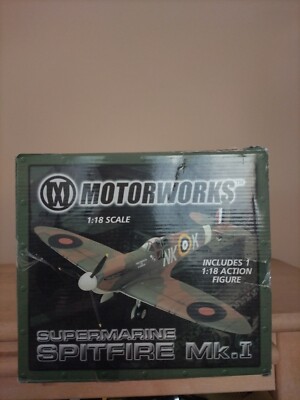 MOTORWORKS
1:18 SCALE
INCLUDES 1
1:18 ACTION
FIGURE
SUPERMARINE
SPITFIRE Mk.I